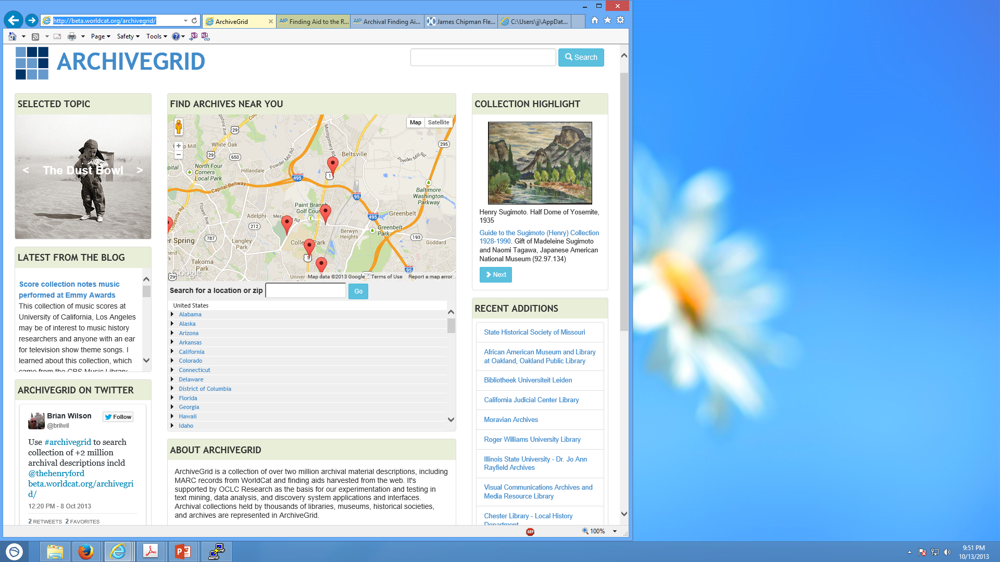 http://beta.worldcat.org/archivegrid/
ArchiveGrid
AIP Finding Aid to the R...
AIP Archival Finding Ai...
James Chipman Fle...
C:\Users\jj\AppDat...
Page Safety Tools
ARCHIVEGRID
Search
SELECTED TOPIC
< The Dust Bowl >
LATEST FROM THE BLOG
Score collection notes music
performed at Emmy Awards
This collection of music scores at
University of California, Los Angeles
may be of interest to music history
researchers and anyone with an ear
for television show theme songs. I
learned about this collection, which
came from the CBS Music Library
ARCHIVEGRID ON TWITTER
Brian Wilson
@brilwil
Follow
Use #archivegrid to search
collection of +2 million
archival descriptions incld
@thehenryford
beta.worldcat.org/archivegri
d/
12:20 PM - 8 Oct 2013
2 RETWEETS 2 FAVORITES
FIND ARCHIVES NEAR YOU
Map Satellite
29
White Oak
29
650
Hillandale
Powder Mill Rd
Montgomery Rd
Beltsville
Powder Mill Rd
295
North Four
Corners
Local Park
495
1
Capital Beltway
95
Baltimore
Washington
Parkway
Paint Branch
Golf Course
Adelphi
212
495
Greenbelt
Greenbelt
Park
Berwyn
Heights
193
Goddard
787
Langley
Park
College Park
1
Takoma
Park
29
Google
95
Map data ©2013 Google
Terms of Use
Report a map error
Search for a location or zip
Go
United States
Alabama
Alaska
Arizona
Arkansas
California
Colorado
Connecticut
Delaware
District of Columbia
Florida
Georgia
Hawaii
Idaho
ABOUT ARCHIVEGRID
ArchiveGrid is a collection of over two million archival material descriptions, including
MARC records from WorldCat and finding aids harvested from the web. It's
supported by OCLC Research as the basis for our experimentation and testing in
text mining, data analysis, and discovery system applications and interfaces.
Archival collections held by thousands of libraries, museums, historical societies,
and archives are represented in ArchiveGrid.
COLLECTION HIGHLIGHT
Henry Sugimoto. Half Dome of Yosemite,
1935
Guide to the Sugimoto (Henry) Collection
1928-1990. Gift of Madeleine Sugimoto
and Naomi Tagawa, Japanese American
National Museum (92.97.134)
Next
RECENT ADDITIONS
State Historical Society of Missouri
African American Museum and Library
at Oakland, Oakland Public Library
Bibliotheek Universiteit Leiden
California Judicial Center Library
Moravian Archives
Roger Williams University Library
Illinois State University - Dr. Jo Ann
Rayfield Archives
Visual Communications Archives and
Media Resource Library
Chester Library - Local History
Department
ABP
100%
9:51 PM
10/13/2013